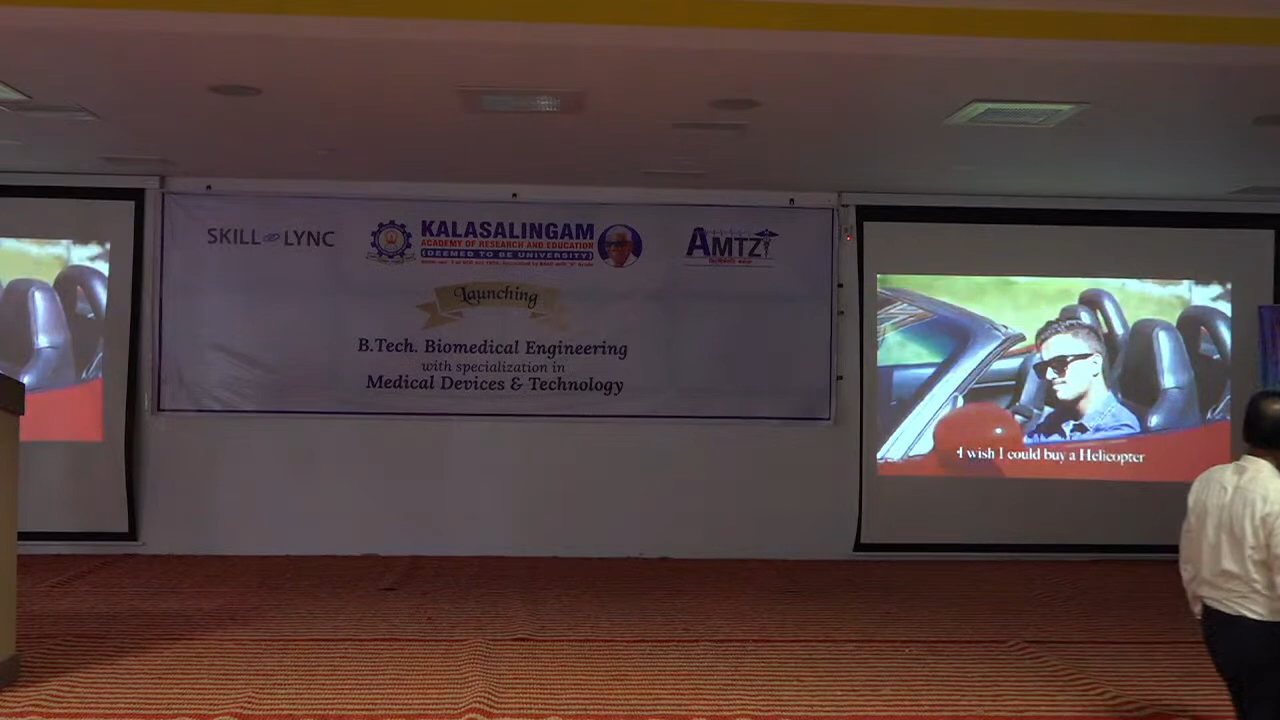 SKILL LYNC
KALASALINGAM
ACADEMY OF RESEARCH AND EDUCATION
(DEEMED TO BE UNIVERSITY)
AMTZ
Launching
B.Tech. Biomedical Engineering
with specialization in
Medical Devices & Technology
I wish I could buy a Helicopter